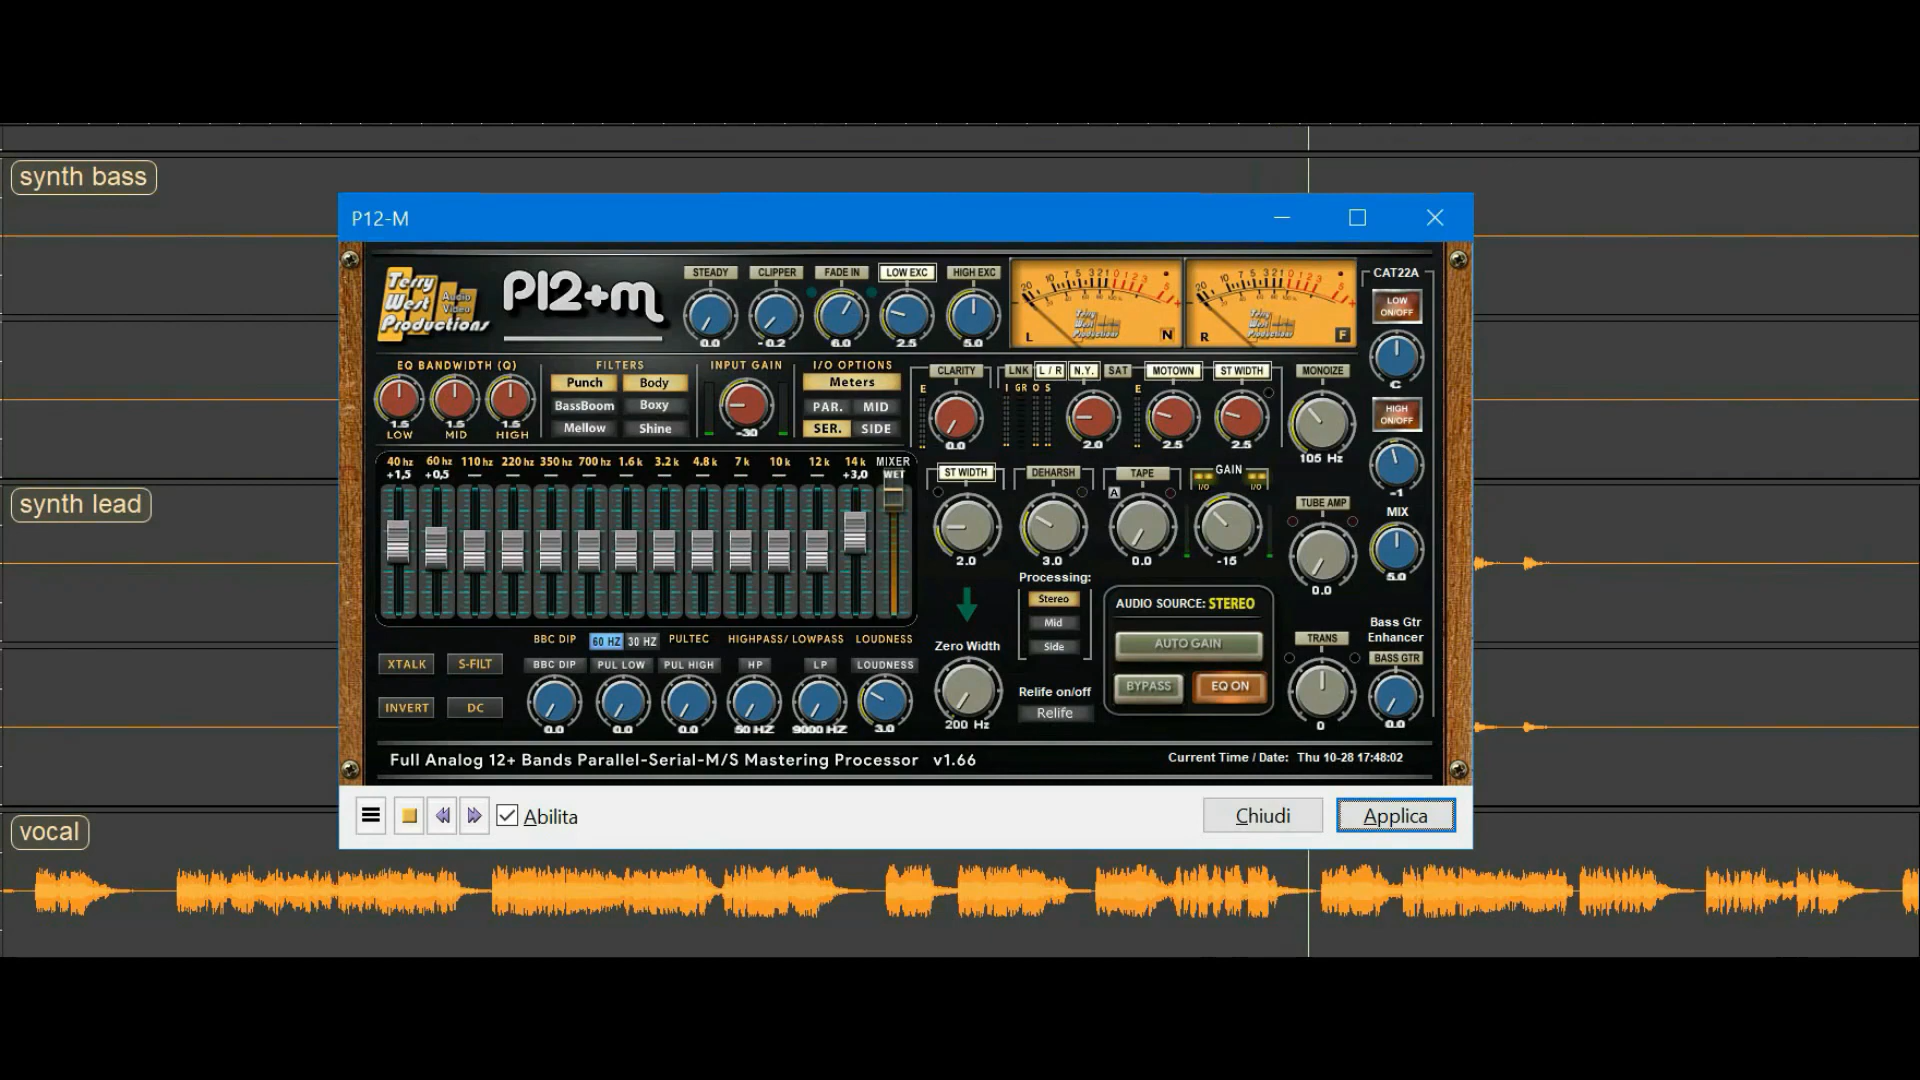 synth bass
synth lead
vocal
P12-M
Terry West Productions
Audio Video
P12+m
STEADY CLIPPER FADE IN LOW EXC HIGH EXC
0.0 -0.2 6.0 2.5 5.0
L N R F
CAT22A
LOW ON/OFF
C
HIGH ON/OFF
-1
MIX
5.0
EQ BANDWIDTH (Q)
1.5 1.5 1.5
LOW MID HIGH
FILTERS
Punch Body
BassBoom Boxy
Mellow Shine
INPUT GAIN
-30
I/O OPTIONS
Meters
PAR. MID
SER. SIDE
CLARITY LNK L / R N.Y. SAT MOTOWN ST WIDTH MONOIZE
E I GR O S E
0.0 2.0 2.5 2.5 105 Hz
40 hz 60 hz 110 hz 220 hz 350 hz 700 hz 1.6 k 3.2 k 4.8 k 7 k 10 k 12 k 14 k MIXER
+1,5 +0,5 — — — — — — — — — — +3,0 WET
ST WIDTH DEHARSH TAPE GAIN
A I/O I/O
2.0 3.0 0.0 -15
TUBE AMP
0.0
Processing:
Stereo
Mid
Side
AUDIO SOURCE: STEREO
AUTO GAIN
BYPASS EQ ON
Zero Width
200 Hz
Relife on/off
Relife
TRANS
0
Bass Gtr
Enhancer
BASS GTR
0.0
BBC DIP 60 HZ 30 HZ PULTEC HIGHPASS/ LOWPASS LOUDNESS
XTALK S-FILT
INVERT DC
BBC DIP PUL LOW PUL HIGH HP LP LOUDNESS
0.0 0.0 0.0 50 HZ 9000 HZ 3.0
Full Analog 12+ Bands Parallel-Serial-M/S Mastering Processor v1.66
Current Time / Date: Thu 10-28 17:48:02
Abilita
Chiudi
Applica